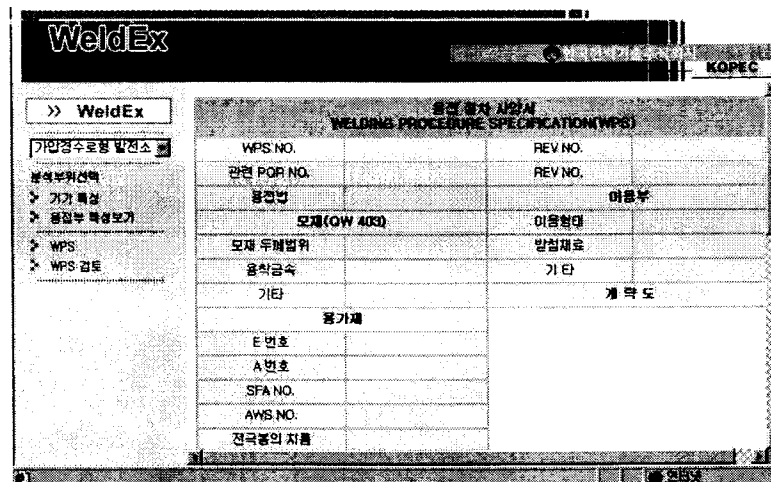 WeldEx
KOPEC
>> WeldEx
가압경수로형 발전소
분석부위선택
기기 특성
용접부 특성보기
WPS
WPS 검토
용접 절차 사양서
WELDING PROCEDURE SPECIFICATION(WPS)
WPS NO. REV NO.
관련 PQR NO. REV NO.
용접법 이음부
모재(QW 403) 이음형태
모재 두께범위 받침재료
용착금속 기 타
기타 개 략 도
용가재
F 번호
A 번호
SFA NO.
AWS NO.
전극봉의 지름
인터넷